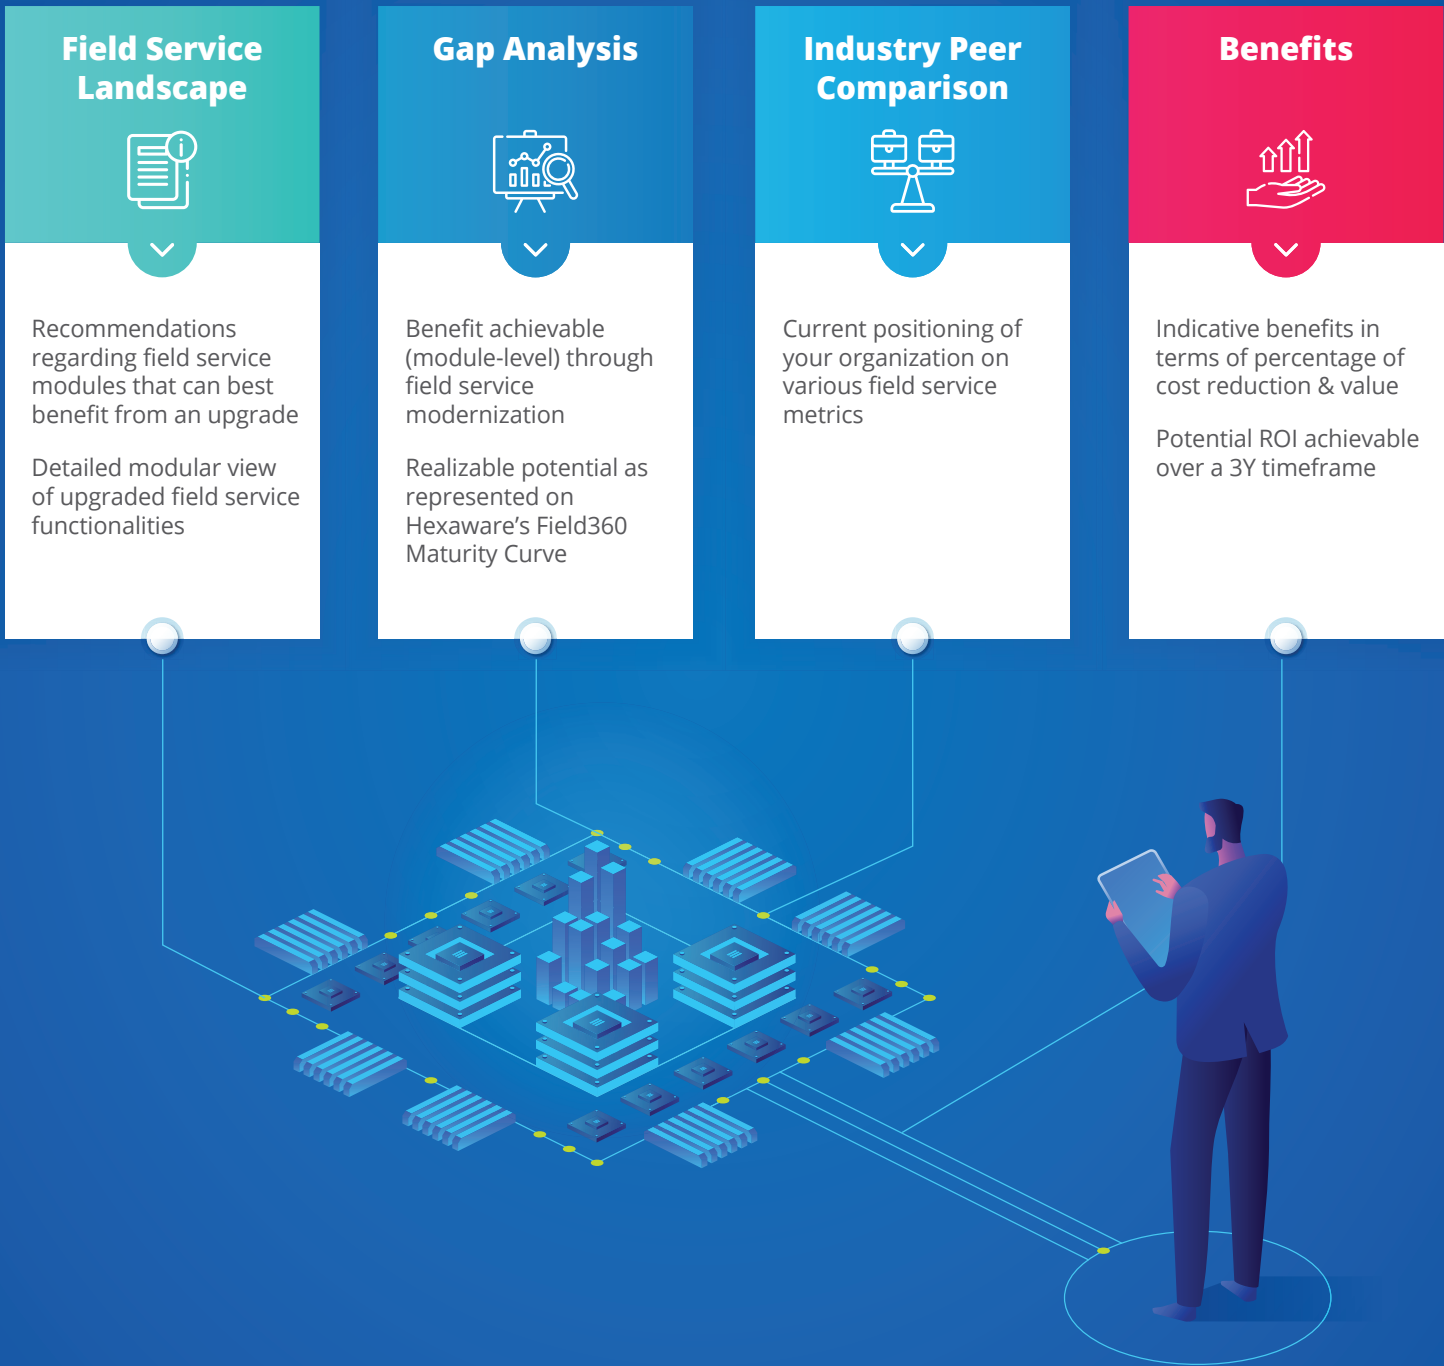 Field Service
Landscape
Recommendations
regarding field service
modules that can best
benefit from an upgrade
Detailed modular view
of upgraded field service
functionalities
Gap Analysis
Benefit achievable
(module-level) through
field service
modernization
Realizable potential as
represented on
Hexaware’s Field360
Maturity Curve
Industry Peer
Comparison
Current positioning of
your organization on
various field service
metrics
Benefits
Indicative benefits in
terms of percentage of
cost reduction & value
Potential ROI achievable
over a 3Y timeframe